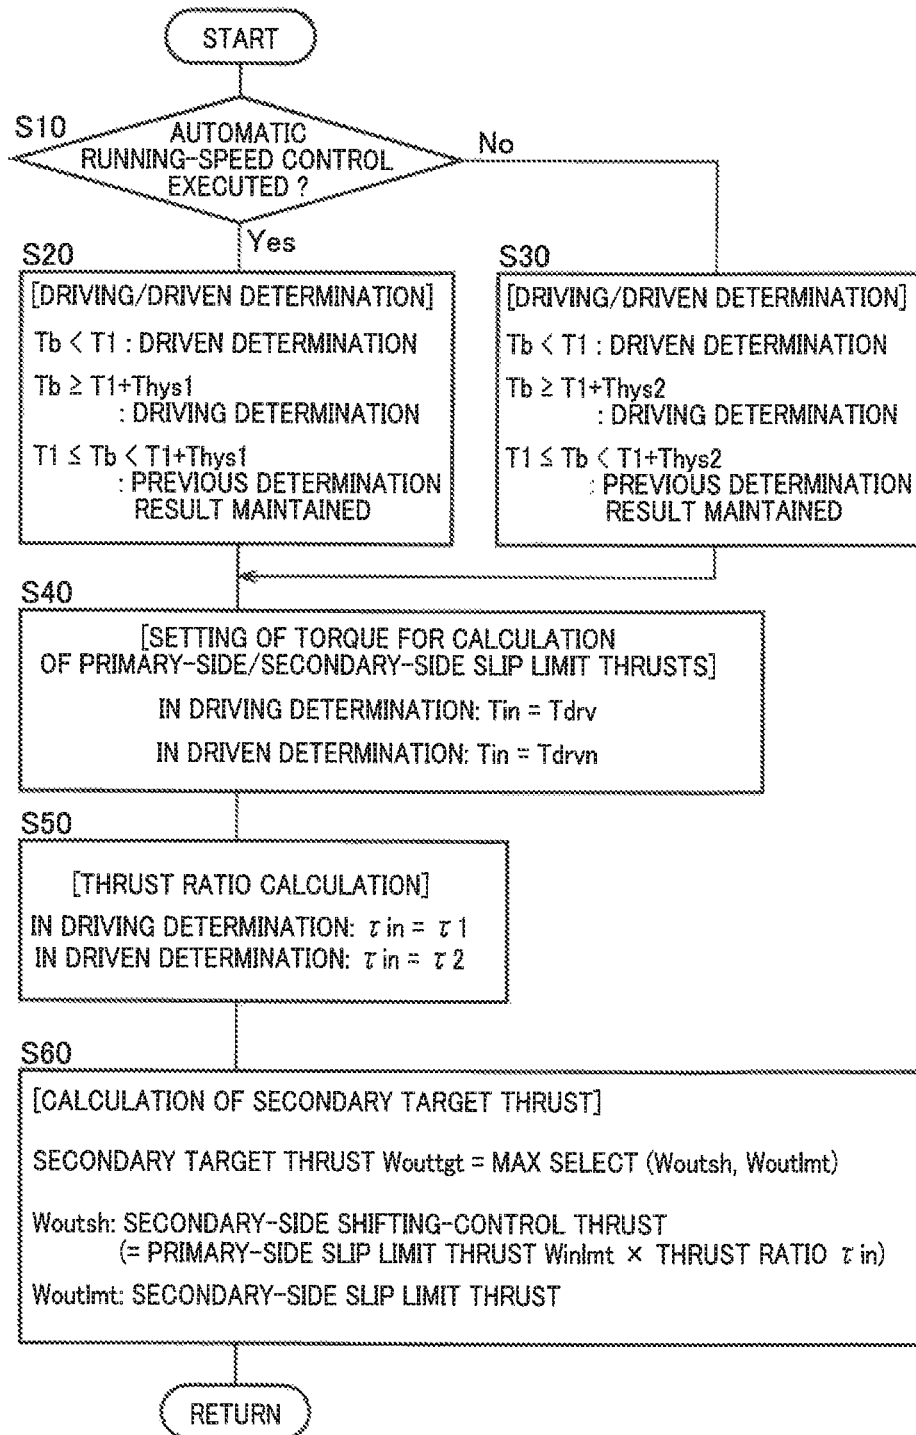 START
S10
AUTOMATIC
RUNNING-SPEED CONTROL
EXECUTED ?
No
Yes
S20
[DRIVING/DRIVEN DETERMINATION]
Tb < T1 : DRIVEN DETERMINATION
Tb ≥ T1+Thys1
: DRIVING DETERMINATION
T1 ≤ Tb < T1+Thys1
: PREVIOUS DETERMINATION
RESULT MAINTAINED
S30
[DRIVING/DRIVEN DETERMINATION]
Tb < T1 : DRIVEN DETERMINATION
Tb ≥ T1+Thys2
: DRIVING DETERMINATION
T1 ≤ Tb < T1+Thys2
: PREVIOUS DETERMINATION
RESULT MAINTAINED
S40
[SETTING OF TORQUE FOR CALCULATION
OF PRIMARY-SIDE/SECONDARY-SIDE SLIP LIMIT THRUSTS]
IN DRIVING DETERMINATION: Tin = Tdrv
IN DRIVEN DETERMINATION: Tin = Tdrvn
S50
[THRUST RATIO CALCULATION]
IN DRIVING DETERMINATION: τ in = τ 1
IN DRIVEN DETERMINATION: τ in = τ 2
S60
[CALCULATION OF SECONDARY TARGET THRUST]
SECONDARY TARGET THRUST Wouttgt = MAX SELECT (Woutsh, Woutlmt)
Woutsh: SECONDARY-SIDE SHIFTING-CONTROL THRUST
(= PRIMARY-SIDE SLIP LIMIT THRUST Winlmt × THRUST RATIO τ in)
Woutlmt: SECONDARY-SIDE SLIP LIMIT THRUST
RETURN